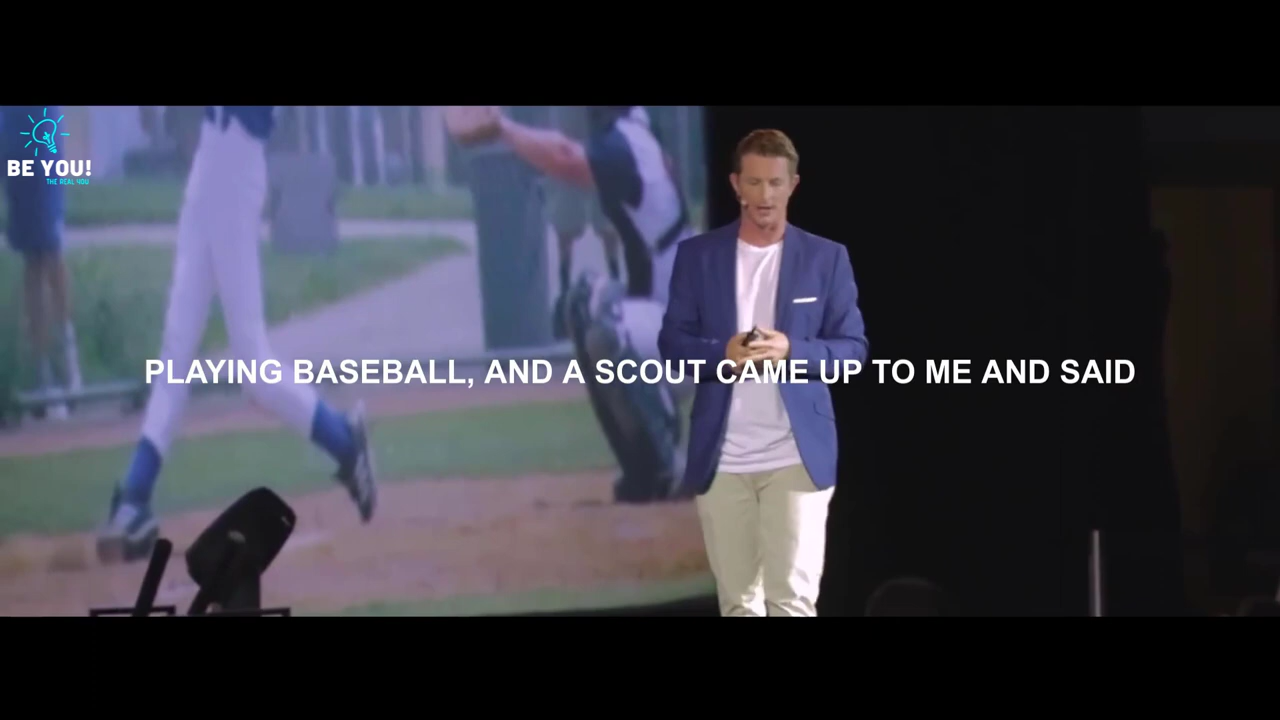 BE YOU!
THE REAL YOU
PLAYING BASEBALL, AND A SCOUT CAME UP TO ME AND SAID